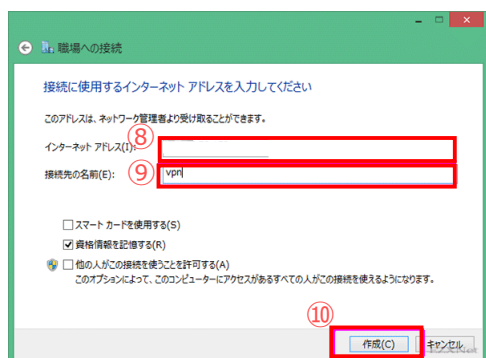 職場への接続
接続に使用するインターネット アドレスを入力してください
このアドレスは、ネットワーク管理者より受け取ることができます。
⑧
インターネット アドレス(I):
接続先の名前(E):
⑨
vpn
スマート カードを使用する(S)
資格情報を記憶する(R)
他の人がこの接続を使うことを許可する(A)
このオプションによって、このコンピューターにアクセスがあるすべての人がこの接続を使えるようになります。
⑩
作成(C)
キャンセル